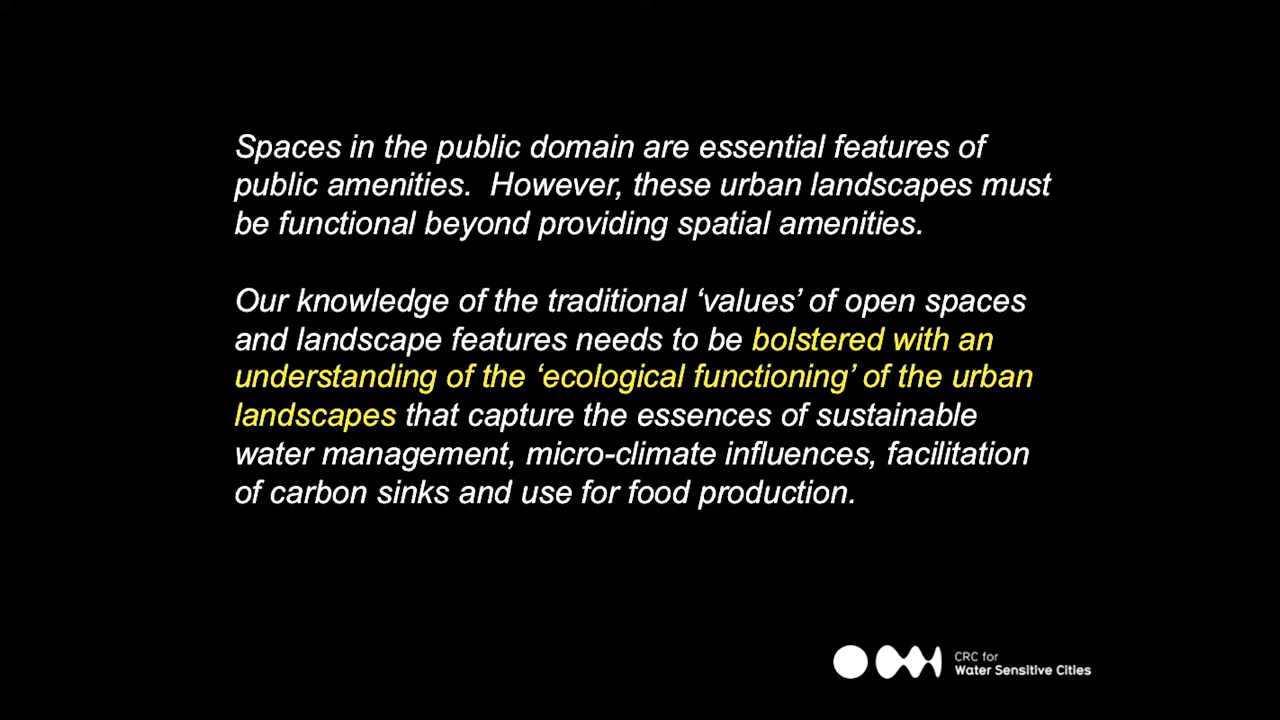 Spaces in the public domain are essential features of
public amenities.  However, these urban landscapes must
be functional beyond providing spatial amenities.
Our knowledge of the traditional ‘values’ of open spaces
and landscape features needs to be bolstered with an
understanding of the ‘ecological functioning’ of the urban
landscapes that capture the essences of sustainable
water management, micro-climate influences, facilitation
of carbon sinks and use for food production.
CRC for
Water Sensitive Cities